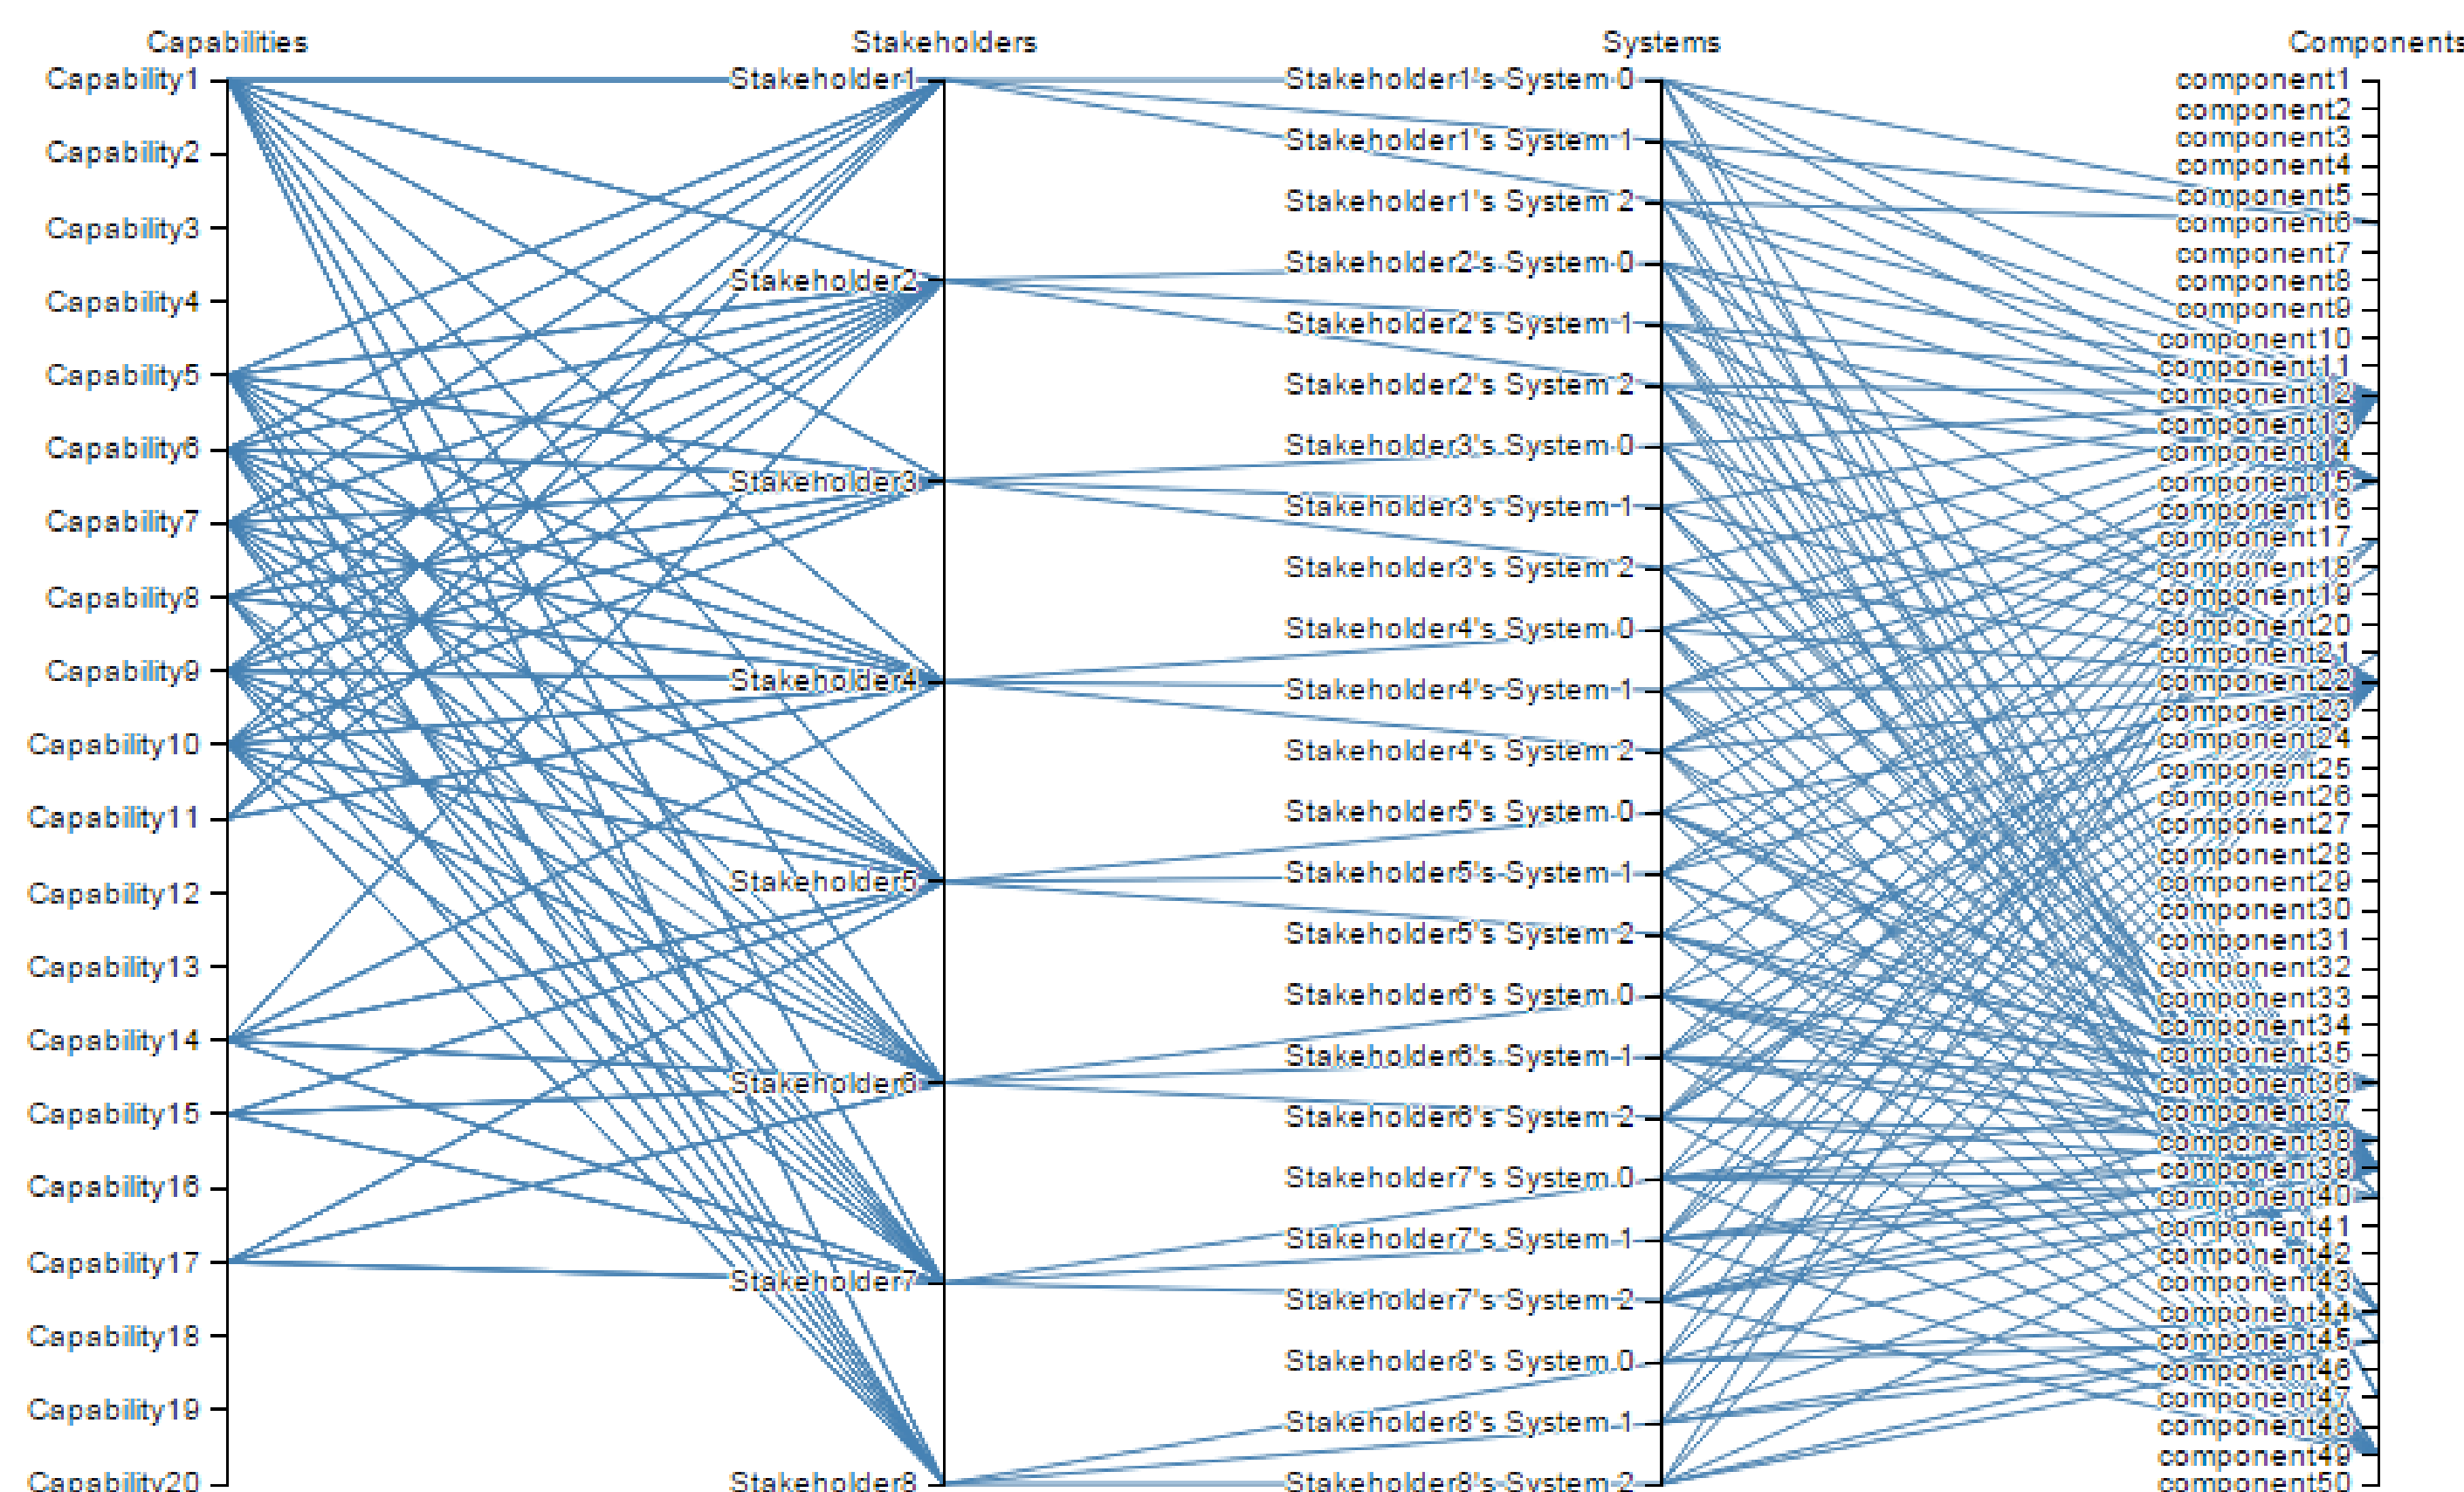 Capabilities
Stakeholders
Systems
Components
Capability1
Capability2
Capability3
Capability4
Capability5
Capability6
Capability7
Capability8
Capability9
Capability10
Capability11
Capability12
Capability13
Capability14
Capability15
Capability16
Capability17
Capability18
Capability19
Capability20
Stakeholder1
Stakeholder2
Stakeholder3
Stakeholder4
Stakeholder5
Stakeholder6
Stakeholder7
Stakeholder8
Stakeholder1's System 0
Stakeholder1's System 1
Stakeholder1's System 2
Stakeholder2's System 0
Stakeholder2's System 1
Stakeholder2's System 2
Stakeholder3's System 0
Stakeholder3's System 1
Stakeholder3's System 2
Stakeholder4's System 0
Stakeholder4's System 1
Stakeholder4's System 2
Stakeholder5's System 0
Stakeholder5's System 1
Stakeholder5's System 2
Stakeholder6's System 0
Stakeholder6's System 1
Stakeholder6's System 2
Stakeholder7's System 0
Stakeholder7's System 1
Stakeholder7's System 2
Stakeholder8's System 0
Stakeholder8's System 1
Stakeholder8's System 2
component1
component2
component3
component4
component5
component6
component7
component8
component9
component10
component11
component12
component13
component14
component15
component16
component17
component18
component19
component20
component21
component22
component23
component24
component25
component26
component27
component28
component29
component30
component31
component32
component33
component34
component35
component36
component37
component38
component39
component40
component41
component42
component43
component44
component45
component46
component47
component48
component49
component50